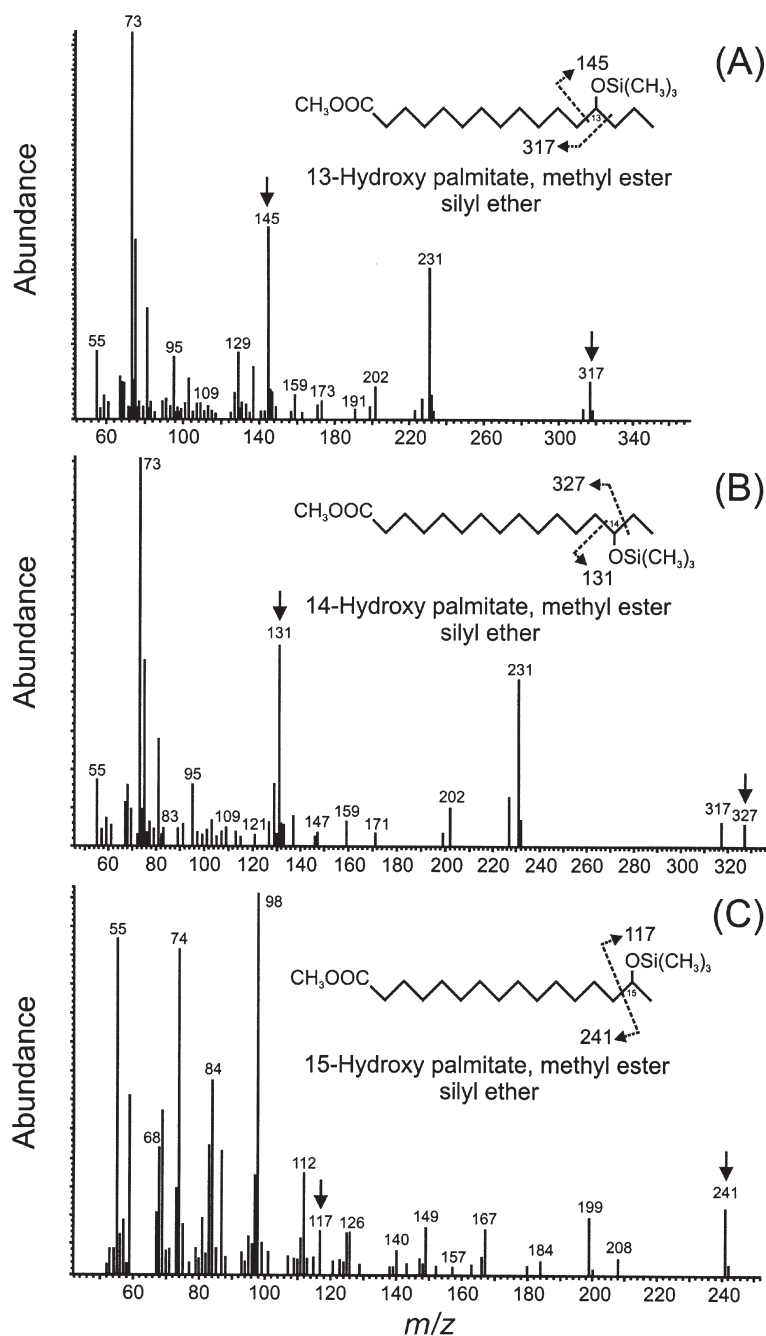 (A)
73
145
OSi(CH₃)₃
CH₃OOC
13
317
13-Hydroxy palmitate, methyl ester
silyl ether
Abundance
145
231
55
95
129
109
159
173
191
202
317
60 100 140 180 220 260 300 340
(B)
73
327
CH₃OOC
14
OSi(CH₃)₃
131
14-Hydroxy palmitate, methyl ester
silyl ether
Abundance
131
231
55
95
83
109
121
147
159
171
202
317
327
60 80 100 120 140 160 180 200 220 240 260 280 300 320
(C)
98
55
74
117
OSi(CH₃)₃
CH₃OOC
15
241
15-Hydroxy palmitate, methyl ester
silyl ether
Abundance
84
68
112
117
126
140
149
157
167
184
199
208
241
60 80 100 120 140 160 180 200 220 240
m/z